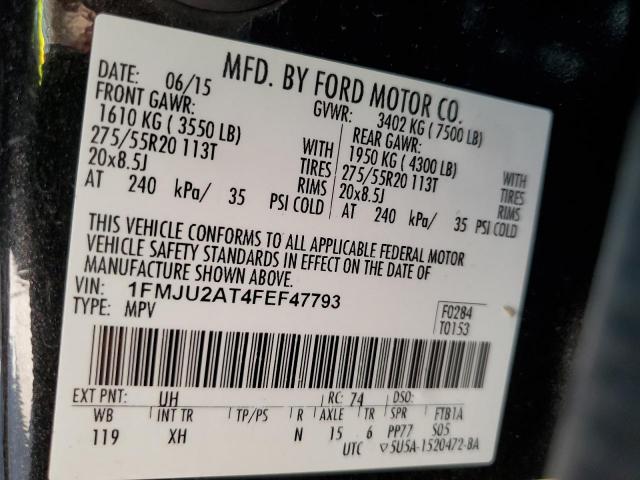 MFD. BY FORD MOTOR CO.
DATE: 06/15 GVWR: 3402 KG (7500 LB)
FRONT GAWR: REAR GAWR:
1610 KG (3550 LB) WITH 1950 KG (4300 LB) WITH
275/55R20 113T TIRES 275/55R20 113T TIRES
20x8.5J RIMS 20x8.5J RIMS
AT 240 kPa/ 35 PSI COLD AT 240 kPa/ 35 PSI COLD
THIS VEHICLE CONFORMS TO ALL APPLICABLE FEDERAL MOTOR
VEHICLE SAFETY STANDARDS IN EFFECT ON THE DATE OF
MANUFACTURE SHOWN ABOVE.
VIN: 1FMJU2AT4FEF47793 F0284
TYPE: MPV T0153
EXT PNT: UH RC: 74 DSO:
WB INT TR TP/PS R AXLE TR SPR FTB1A
119 XH N 15 6 PP77 S05
UTC ▽5U5A-1520472-BA